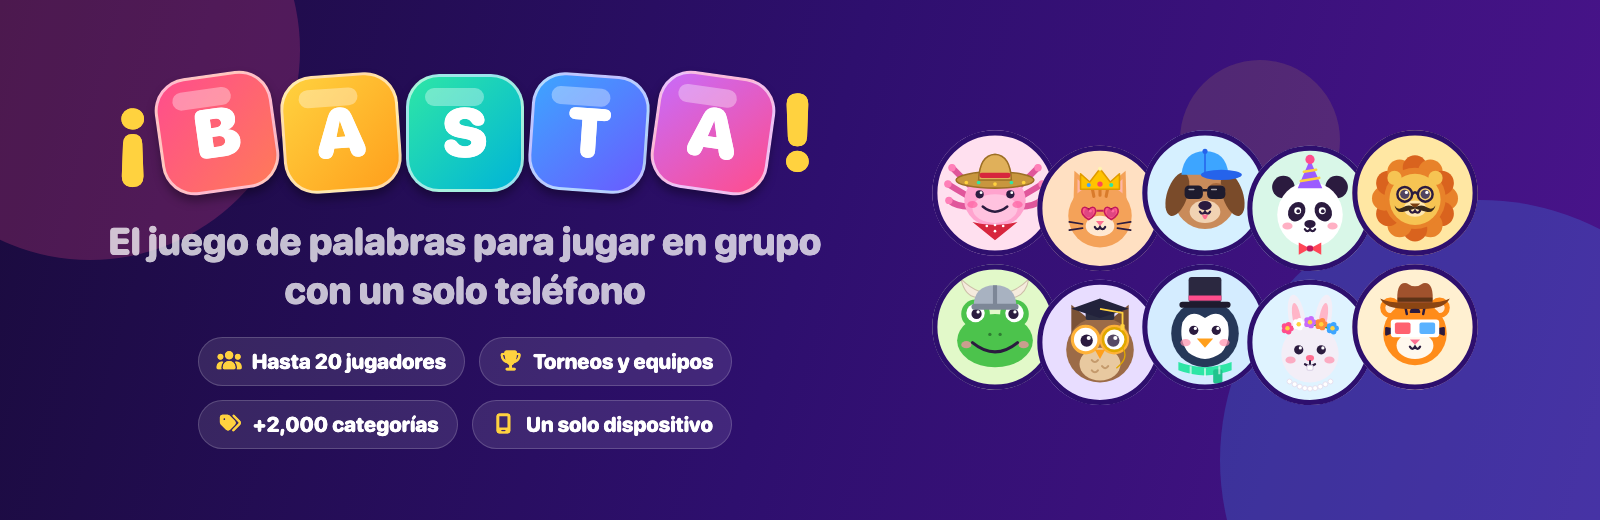 ¡BASTA!
El juego de palabras para jugar en grupo
con un solo teléfono
Hasta 20 jugadores
Torneos y equipos
+2,000 categorías
Un solo dispositivo